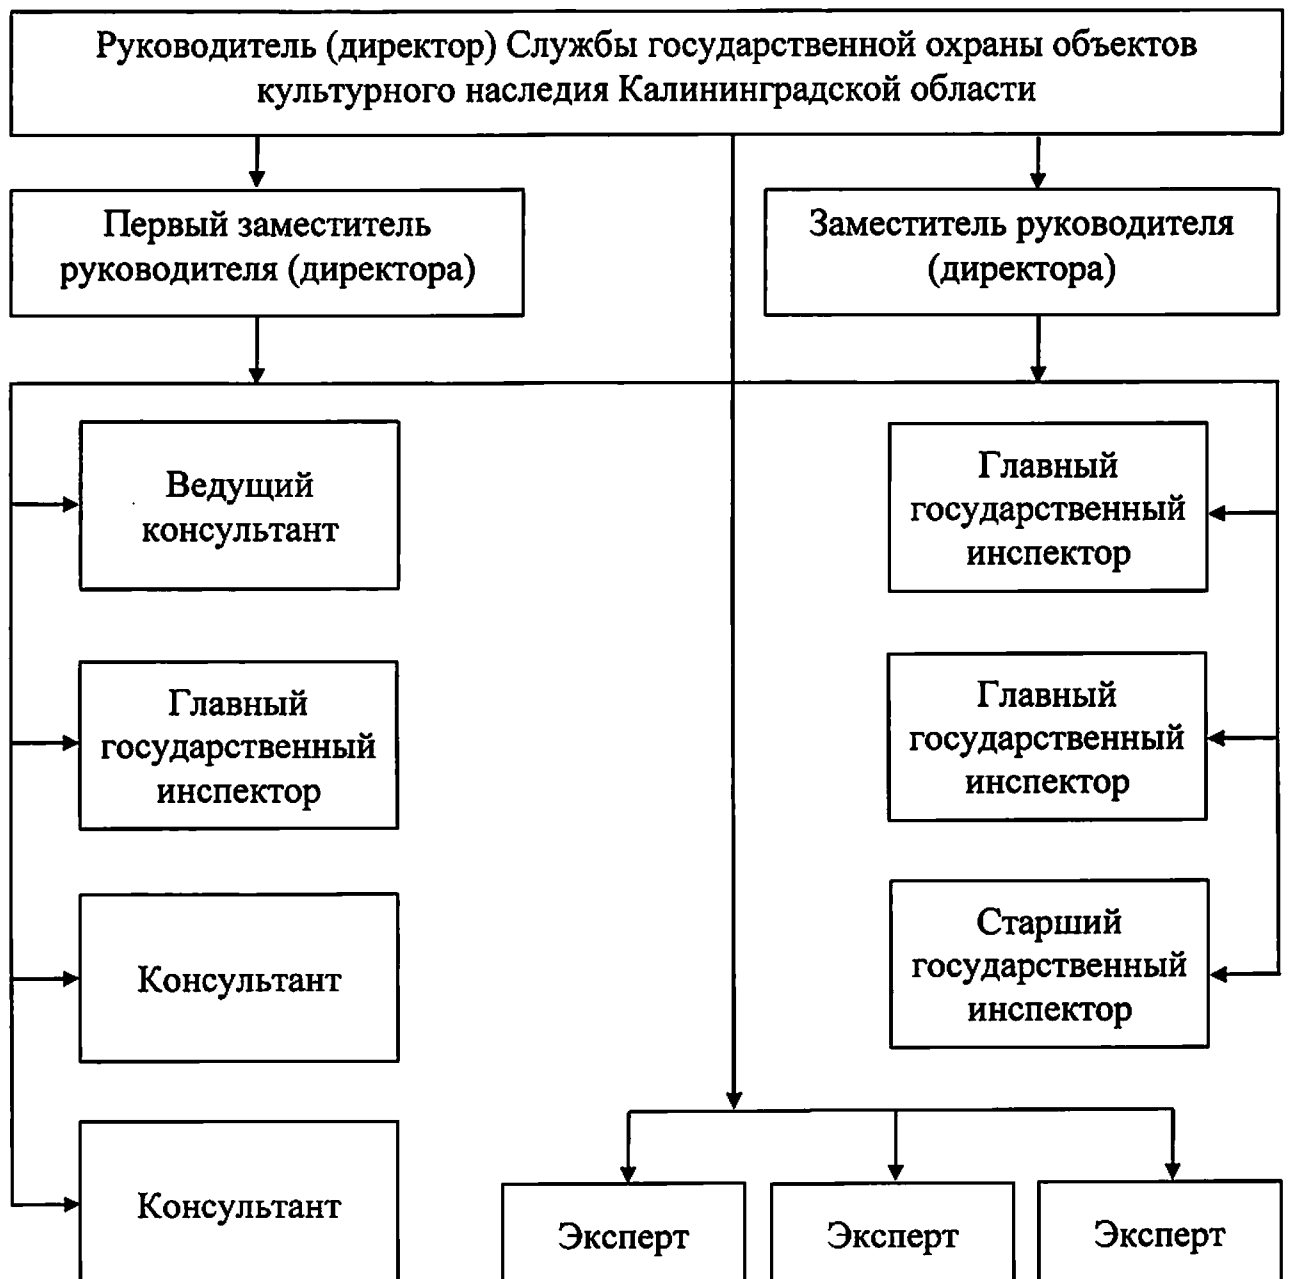 Руководитель (директор) Службы государственной охраны объектов
культурного наследия Калининградской области
Первый заместитель
руководителя (директора)
Заместитель руководителя
(директора)
Ведущий
консультант
Главный
государственный
инспектор
Главный
государственный
инспектор
Главный
государственный
инспектор
Консультант
Старший
государственный
инспектор
Консультант
Эксперт
Эксперт
Эксперт